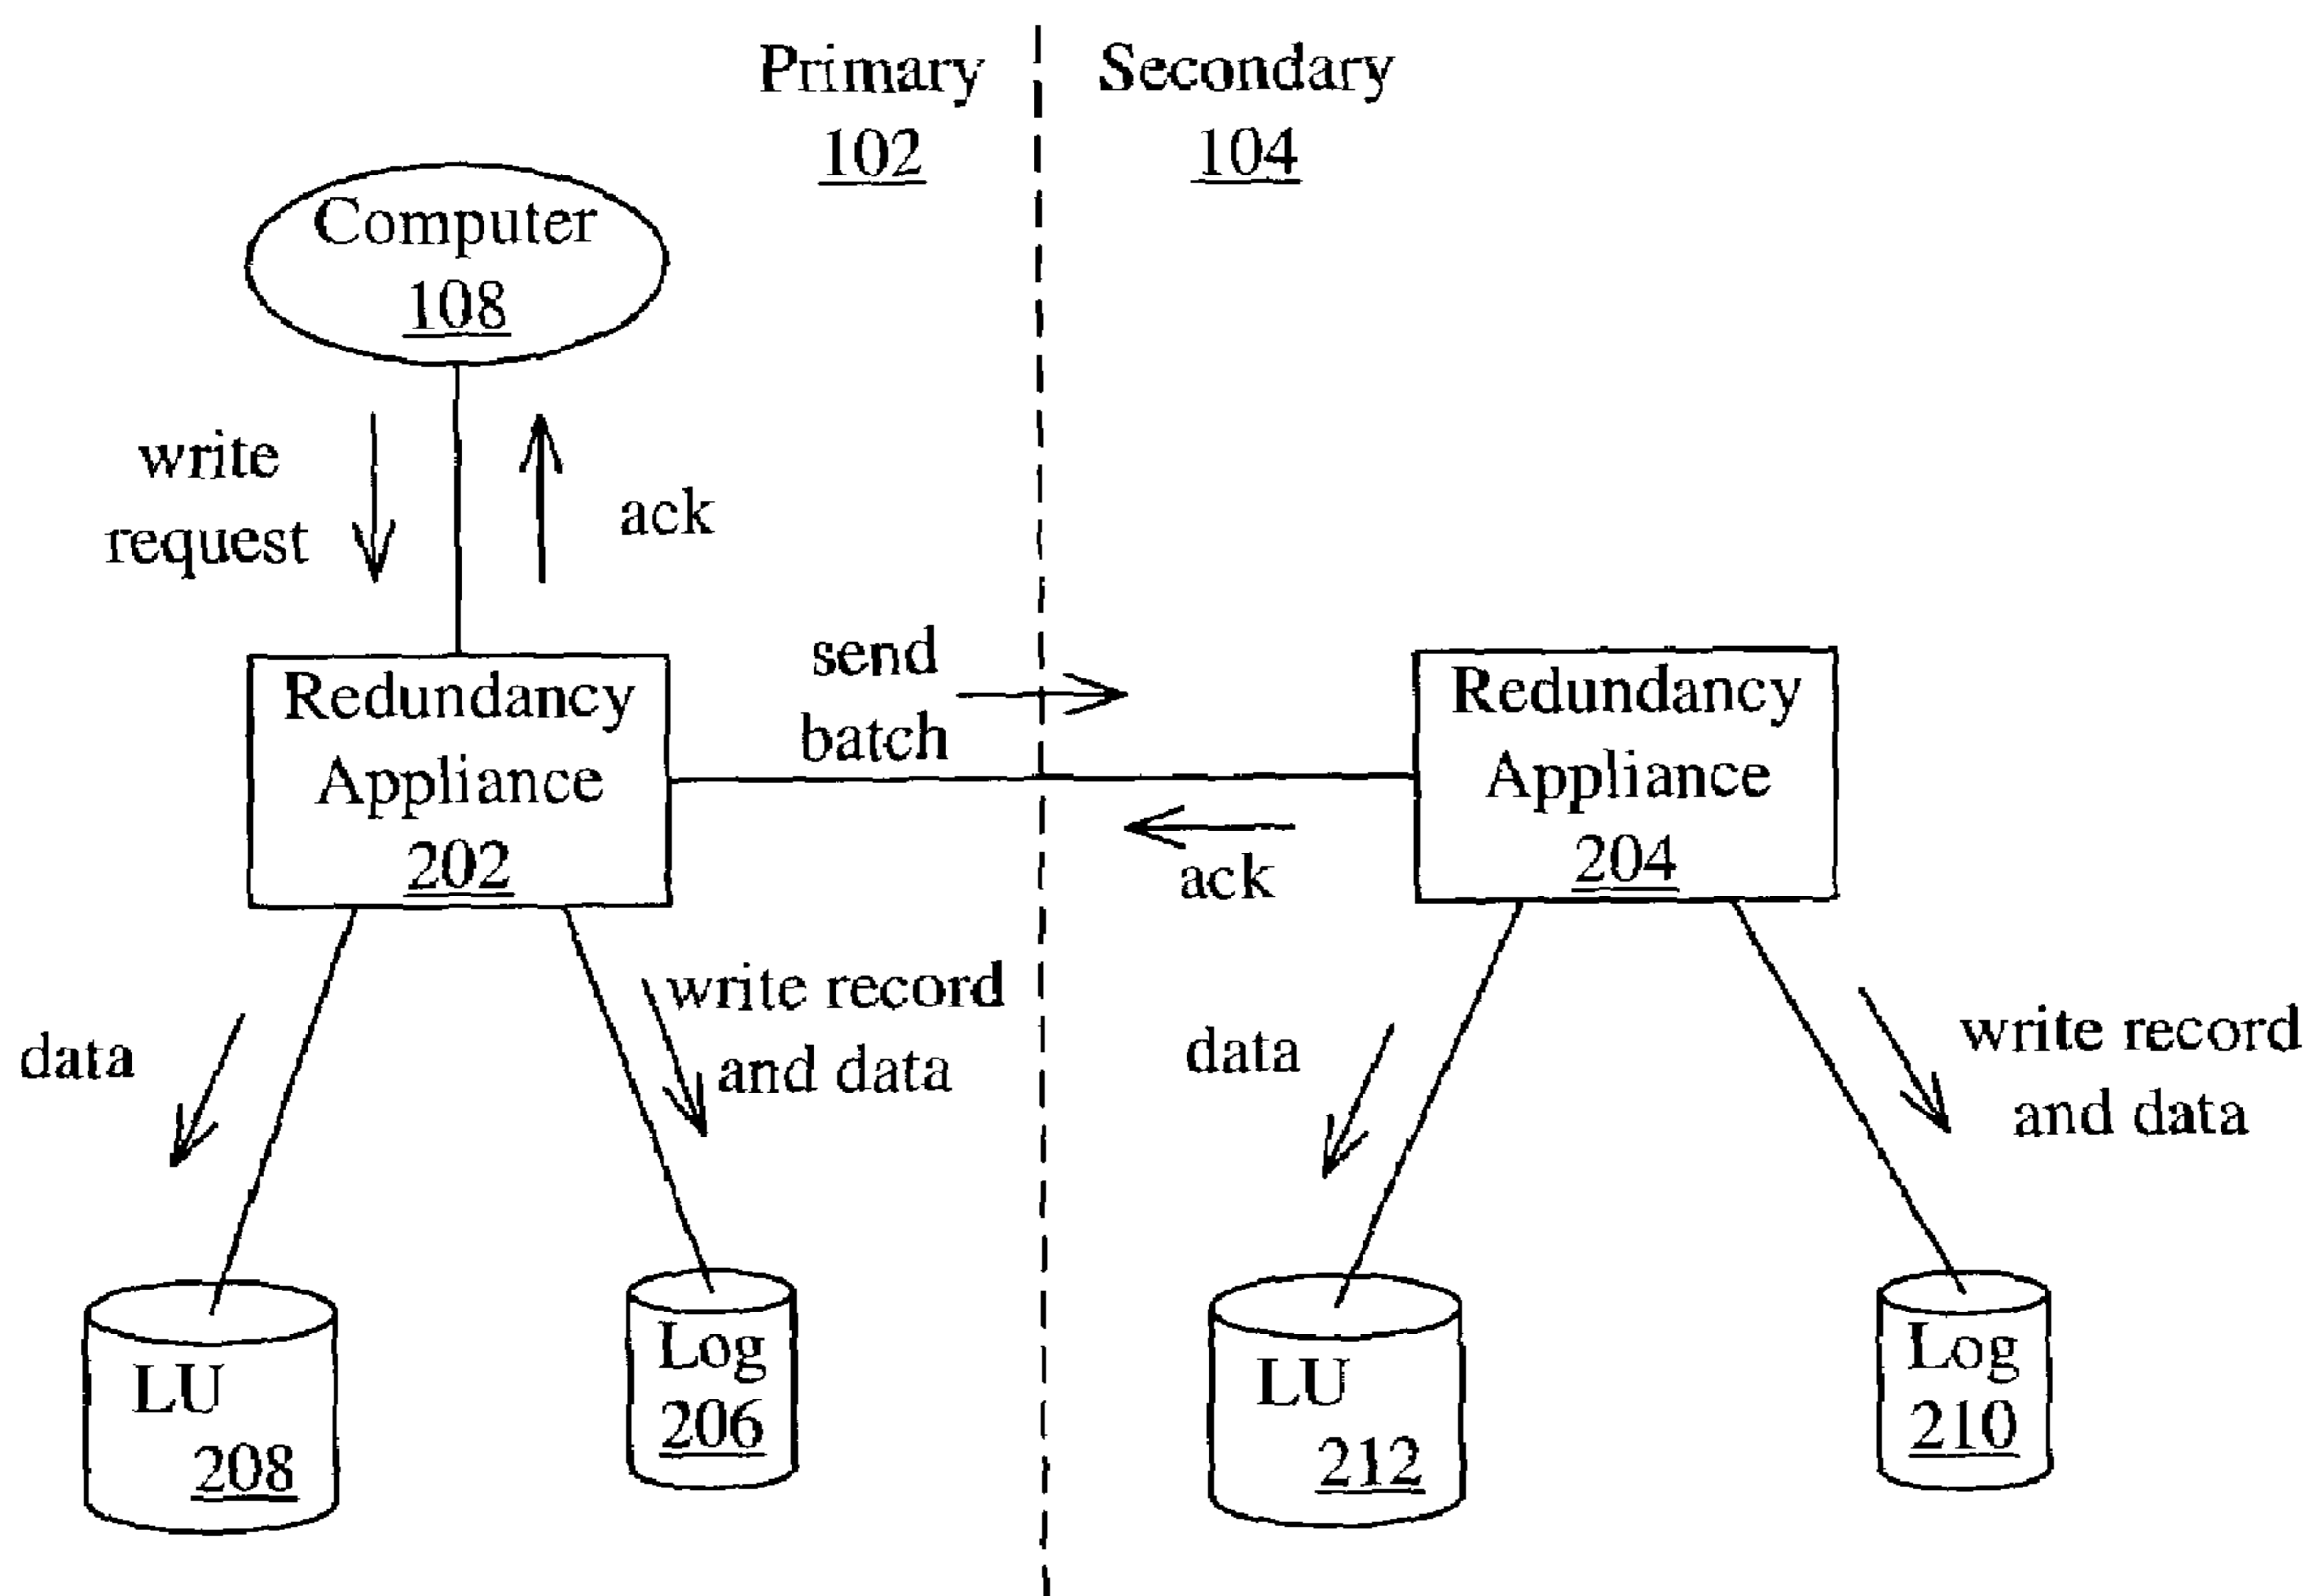 Primary
102
Secondary
104
Computer
108
write
request
ack
send
batch
Redundancy
Appliance
202
Redundancy
Appliance
204
ack
data
write record
and data
data
write record
and data
LU
208
Log
206
LU
212
Log
210